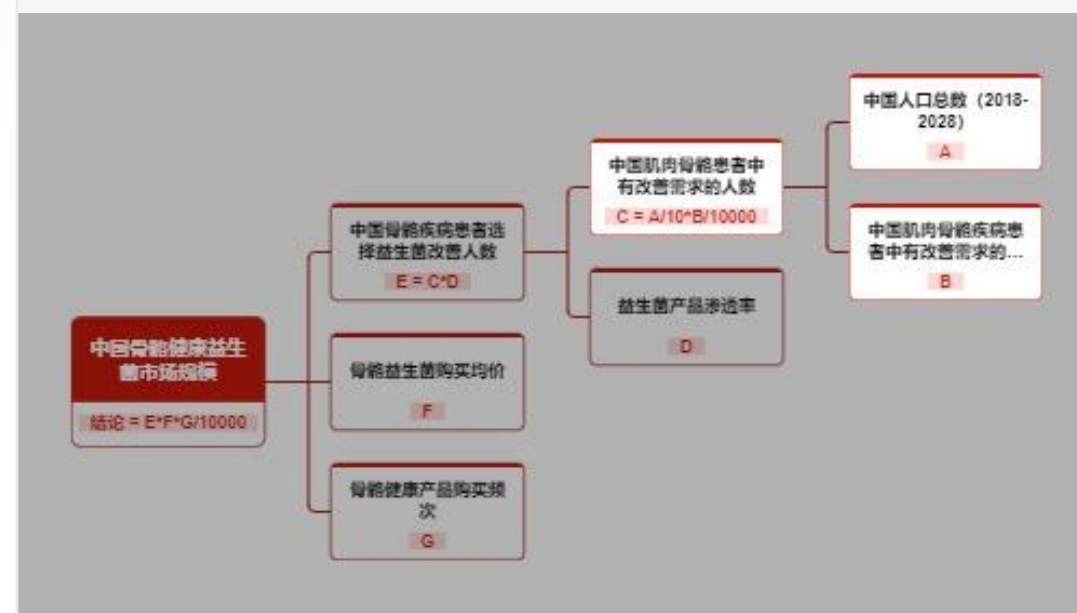 中国人口总数（2018-
2028）
A
中国肌肉骨骼患者中
有改善需求的人数
C = A/10*B/10000
中国骨骼疾病患者选
择益生菌改善人数
E = C*D
中国肌肉骨骼疾病患
者中有改善需求的...
B
益生菌产品渗透率
D
中国骨骼健康益生
菌市场规模
结论 = E*F*G/10000
骨骼益生菌购买均价
F
骨骼健康产品购买频
次
G